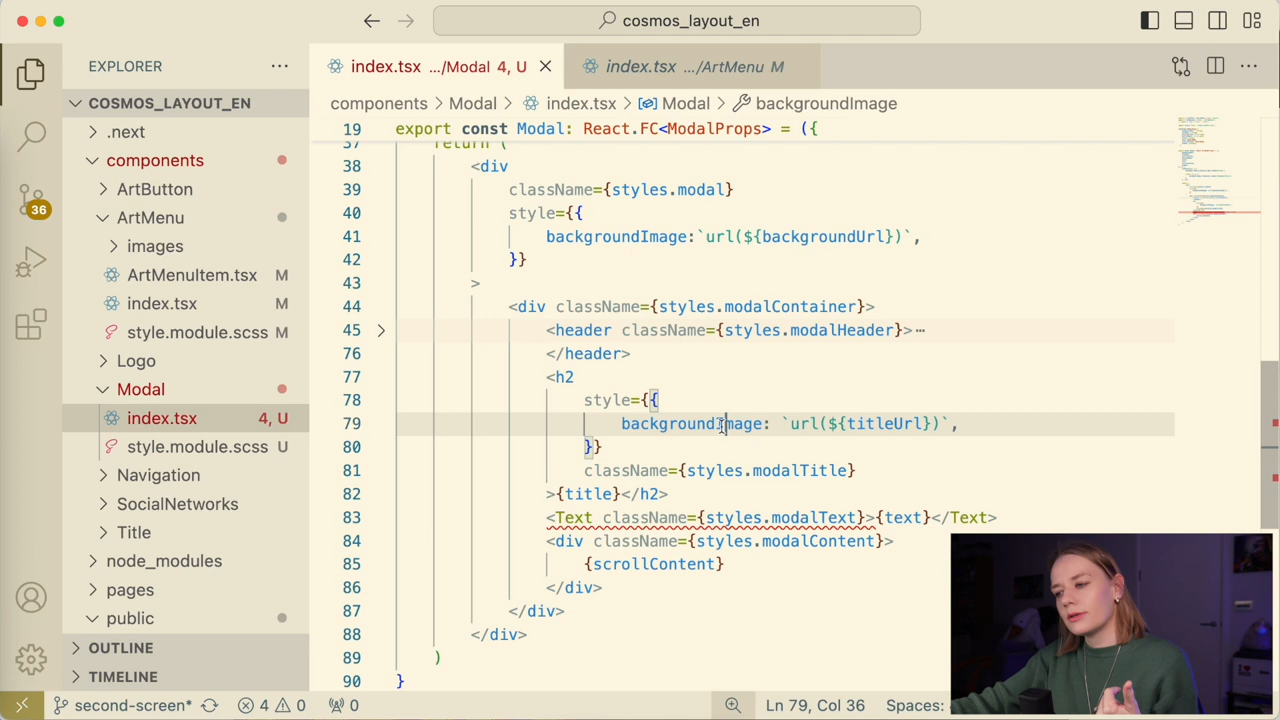 cosmos_layout_en
EXPLORER
index.tsx .../Modal 4, U
index.tsx .../ArtMenu M
COSMOS_LAYOUT_EN
.next
components
ArtButton
ArtMenu
images
ArtMenuItem.tsx M
index.tsx M
style.module.scss M
Logo
Modal
index.tsx 4, U
style.module.scss U
Navigation
SocialNetworks
Title
node_modules
pages
public
OUTLINE
TIMELINE
36
components > Modal > index.tsx > Modal > backgroundImage
19 export const Modal: React.FC<ModalProps> = ({
37 return (
38 <div
39 className={styles.modal}
40 style={{
41 backgroundImage:`url(${backgroundUrl})`,
42 }}
43 >
44 <div className={styles.modalContainer}>
45 <header className={styles.modalHeader}>⋯
76 </header>
77 <h2
78 style={{
79 backgroundImage: `url(${titleUrl})`,
80 }}
81 className={styles.modalTitle}
82 >{title}</h2>
83 <Text className={styles.modalText}>{text}</Text>
84 <div className={styles.modalContent}>
85 {scrollContent}
86 </div>
87 </div>
88 </div>
89 )
90 }
second-screen* 4 0 0 Ln 79, Col 36 Spaces: